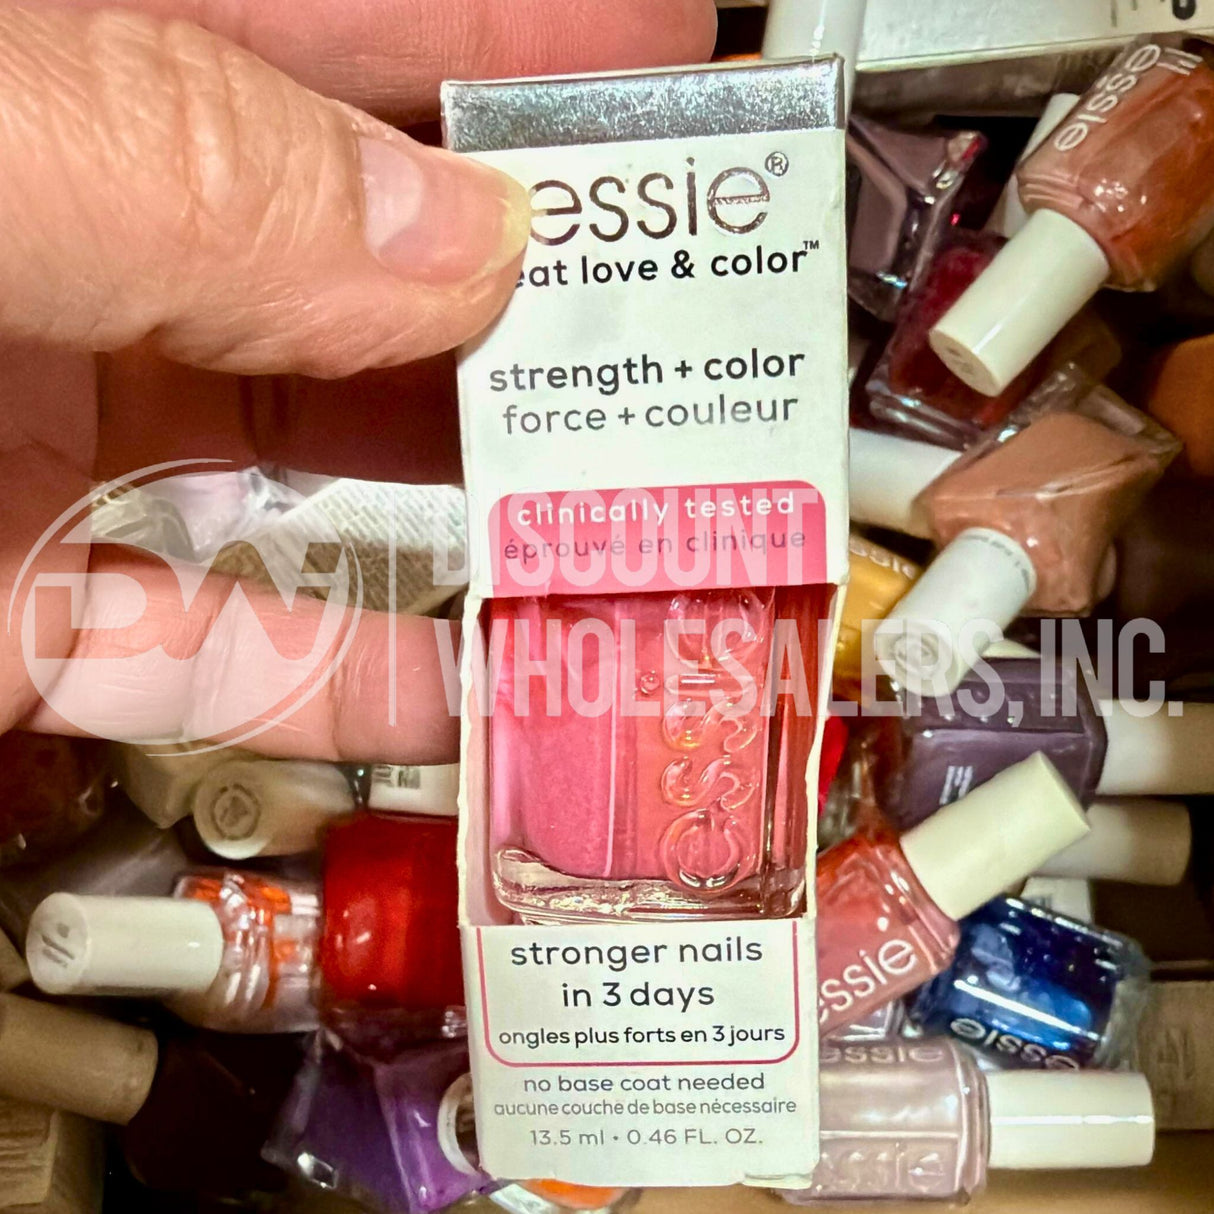 essie®
eat love & color™
strength + color
force + couleur
clinically tested
éprouvé en clinique
essie
stronger nails
in 3 days
ongles plus forts en 3 jours
no base coat needed
aucune couche de base nécessaire
13.5 ml • 0.46 FL. OZ.
DW
DISCOUNT
WHOLESALERS, INC.
essie
essie
essie
essie
essie